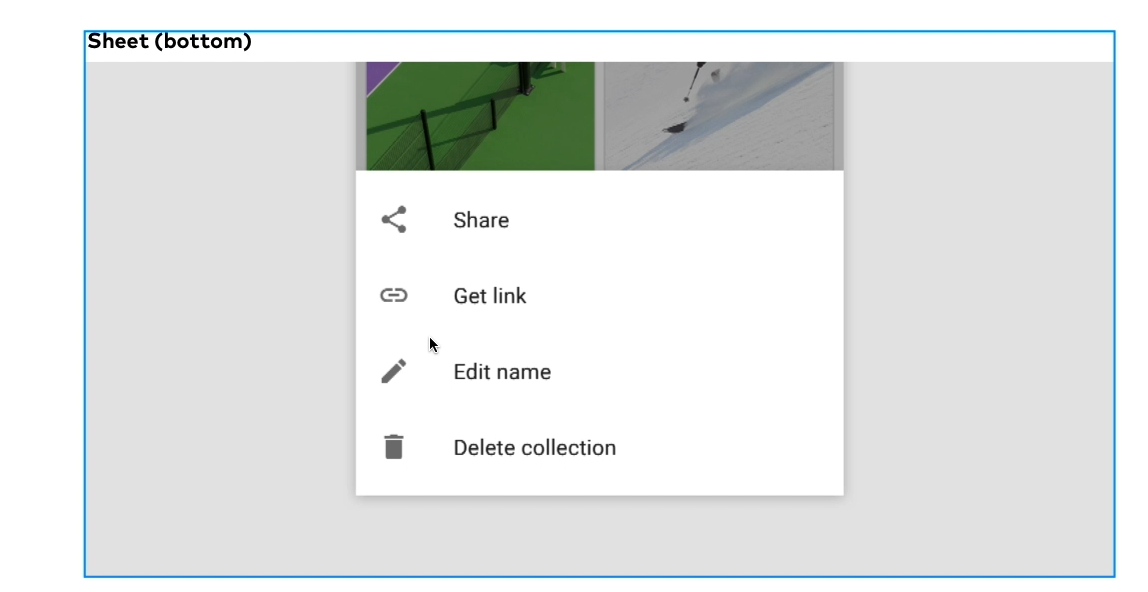 Sheet (bottom)
Share
Get link
Edit name
Delete collection